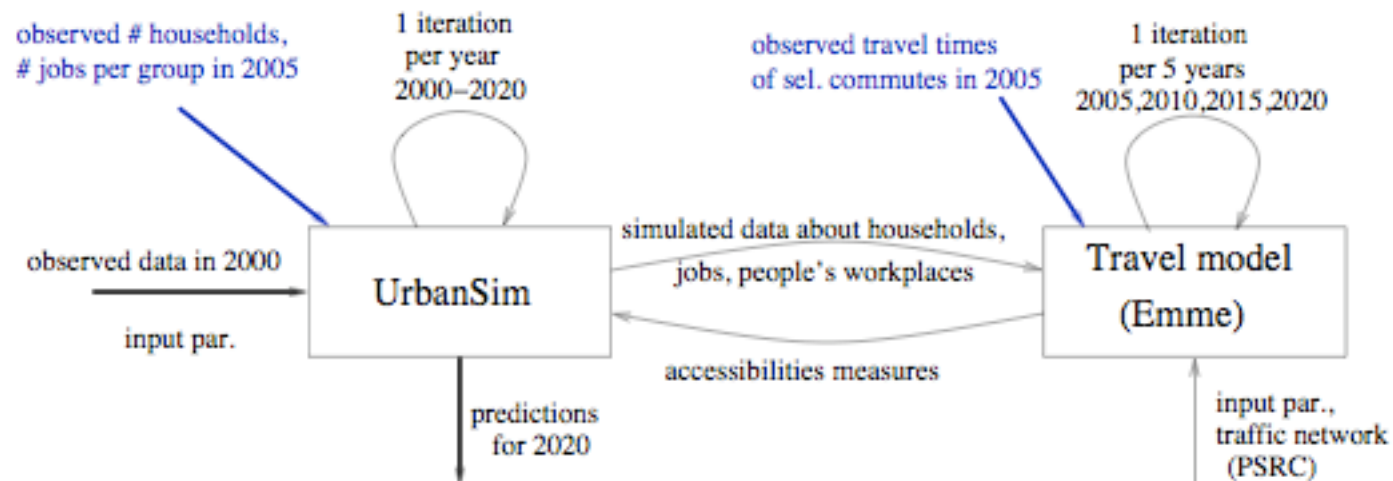 observed # households,
# jobs per group in 2005
1 iteration
per year
2000–2020
observed travel times
of sel. commutes in 2005
1 iteration
per 5 years
2005,2010,2015,2020
observed data in 2000
input par.
UrbanSim
simulated data about households,
jobs, people's workplaces
accessibilities measures
Travel model
(Emme)
predictions
for 2020
input par.,
traffic network
(PSRC)